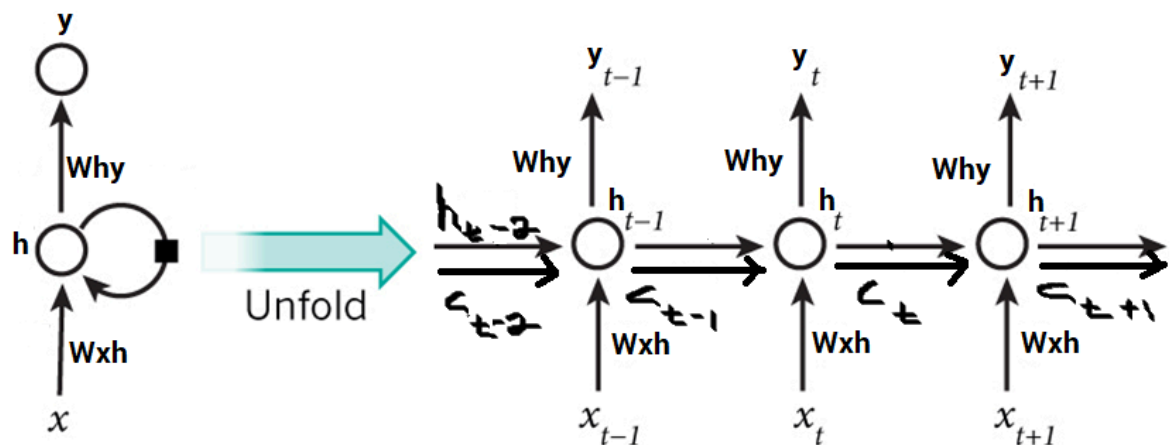 y
Why
h
Wxh
x
Unfold
y t-1
y t
y t+1
Why
Why
Why
h t-2
h t-1
h t
h t+1
c t-2
c t-1
c t
c t+1
Wxh
Wxh
Wxh
x t-1
x t
x t+1